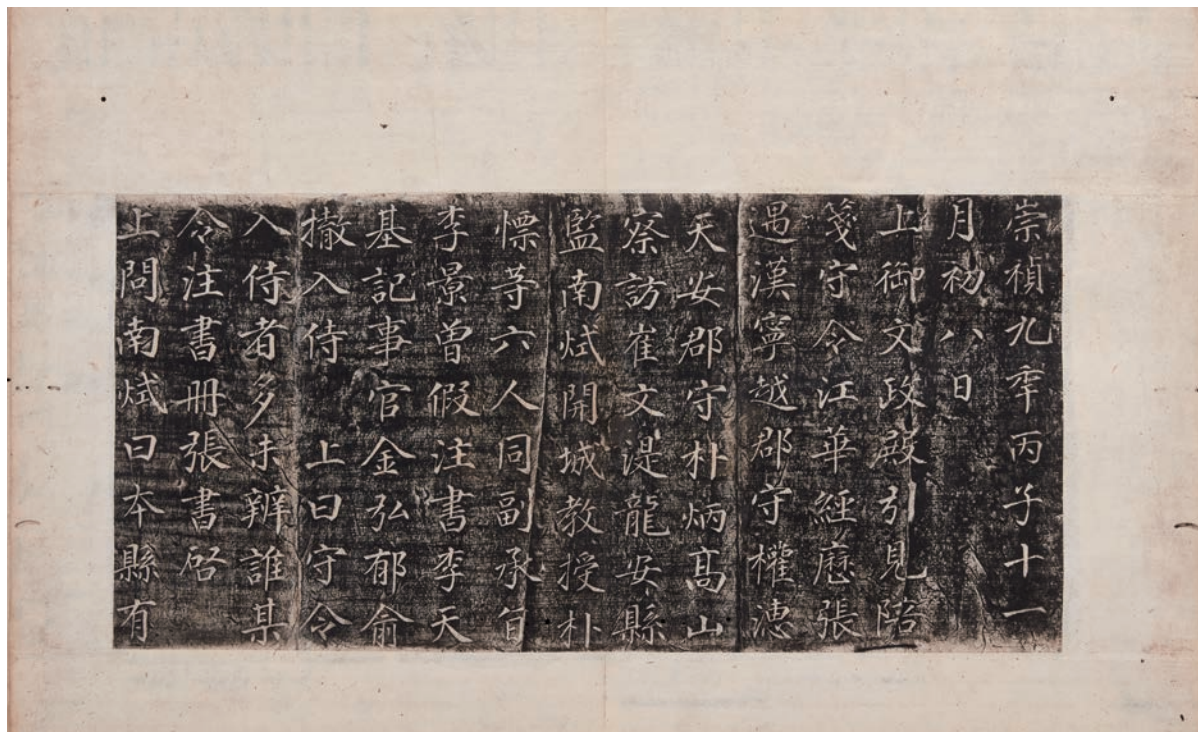 崇禎九年丙子十一
月初八日
上御文政殿引見陪
箋守令江華經歷張
遇漢寧越郡守權
天安郡守朴炳高山
察訪崔文湜龍安縣
監南烒開城教授朴
慓等六人同副承旨
李景曾假注書李天
基記事官金弘郁俞
撤入侍 上曰守令
入侍者多未辨誰某
令注書冊張書啓
上問南烒曰本縣有